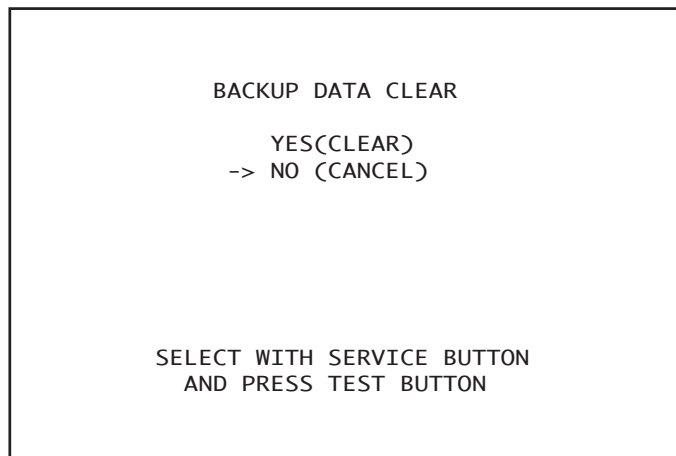 BACKUP DATA CLEAR
YES(CLEAR)
-> NO (CANCEL)
SELECT WITH SERVICE BUTTON
AND PRESS TEST BUTTON